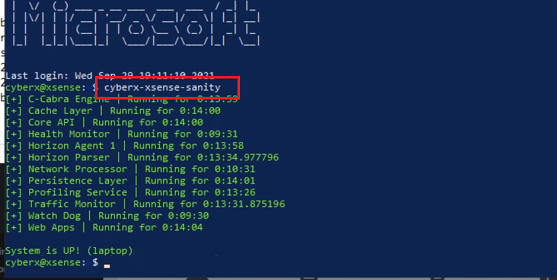 Microsoft
Last login: Wed Sep 29 19:11:10 2021
cyberx@xsense: $ cyberx-xsense-sanity
[+] C-Cabra Engine | Running for 0:13:59
[+] Cache Layer | Running for 0:14:00
[+] Core API | Running for 0:14:00
[+] Health Monitor | Running for 0:09:31
[+] Horizon Agent 1 | Running for 0:13:58
[+] Horizon Parser | Running for 0:13:34.977796
[+] Network Processor | Running for 0:10:31
[+] Persistence Layer | Running for 0:14:01
[+] Profiling Service | Running for 0:13:26
[+] Traffic Monitor | Running for 0:13:31.875196
[+] Watch Dog | Running for 0:09:30
[+] Web Apps | Running for 0:14:04
System is UP! (laptop)
cyberx@xsense: $